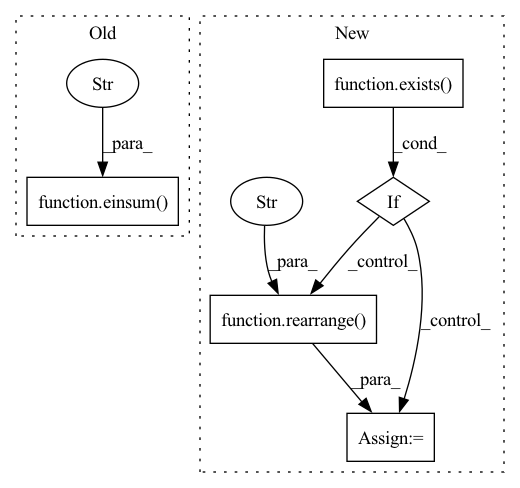 Old
New
Str
function.exists()
_para_
_cond_
function.einsum()
Str
If
_para_
_control_
function.rearrange()
_control_
_para_
Assign:=